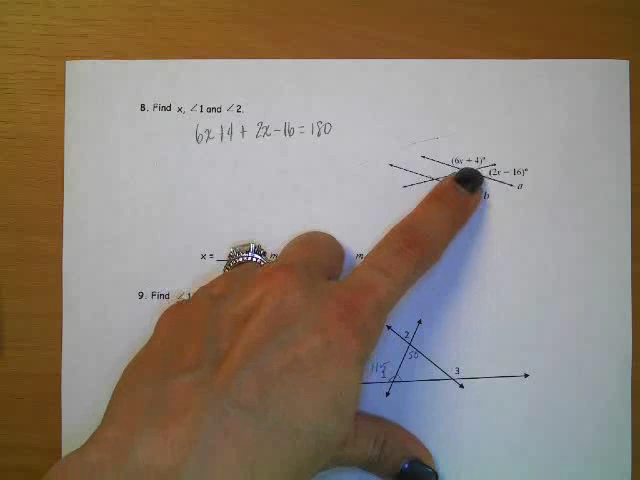 8. Find x, ∠1 and ∠2.
6x+4 + 2x-16=180
(6x + 4)°
(2x - 16)°
a
b
x =
m
9. Find ∠1
2
50
115
1
3